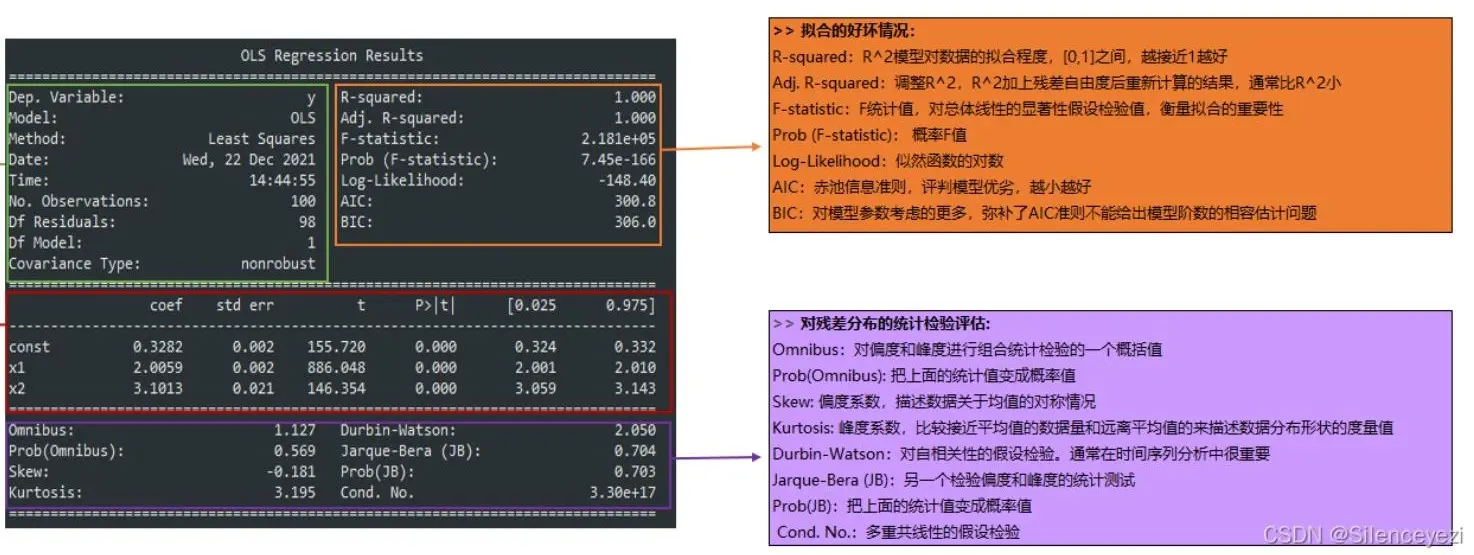 OLS Regression Results
Dep. Variable: y R-squared: 1.000
Model: OLS Adj. R-squared: 1.000
Method: Least Squares F-statistic: 2.181e+05
Date: Wed, 22 Dec 2021 Prob (F-statistic): 7.45e-166
Time: 14:44:55 Log-Likelihood: -148.40
No. Observations: 100 AIC: 300.8
Df Residuals: 98 BIC: 306.0
Df Model: 1
Covariance Type: nonrobust
coef std err t P>|t| [0.025 0.975]
const 0.3282 0.002 155.720 0.000 0.324 0.332
x1 2.0059 0.002 886.048 0.000 2.001 2.010
x2 3.1013 0.021 146.354 0.000 3.059 3.143
Omnibus: 1.127 Durbin-Watson: 2.050
Prob(Omnibus): 0.569 Jarque-Bera (JB): 0.704
Skew: -0.181 Prob(JB): 0.703
Kurtosis: 3.195 Cond. No. 3.30e+17
>> 拟合的好坏情况：
R-squared：R^2模型对数据的拟合程度，[0,1]之间，越接近1越好
Adj. R-squared：调整R^2，R^2加上残差自由度后重新计算的结果，通常比R^2小
F-statistic：F统计值，对总体线性的显著性假设检验值，衡量拟合的重要性
Prob (F-statistic)： 概率F值
Log-Likelihood：似然函数的对数
AIC：赤池信息准则，评判模型优劣，越小越好
BIC：对模型参数考虑的更多，弥补了AIC准则不能给出模型阶数的相容估计问题
>> 对残差分布的统计检验评估:
Omnibus：对偏度和峰度进行组合统计检验的一个概括值
Prob(Omnibus): 把上面的统计值变成概率值
Skew: 偏度系数，描述数据关于均值的对称情况
Kurtosis: 峰度系数，比较接近平均值的数据量和远离平均值的来描述数据分布形状的度量值
Durbin-Watson：对自相关性的假设检验。通常在时间序列分析中很重要
Jarque-Bera (JB)：另一个检验偏度和峰度的统计测试
Prob(JB)：把上面的统计值变成概率值
Cond. No.：多重共线性的假设检验
CSDN @Silenceyezi